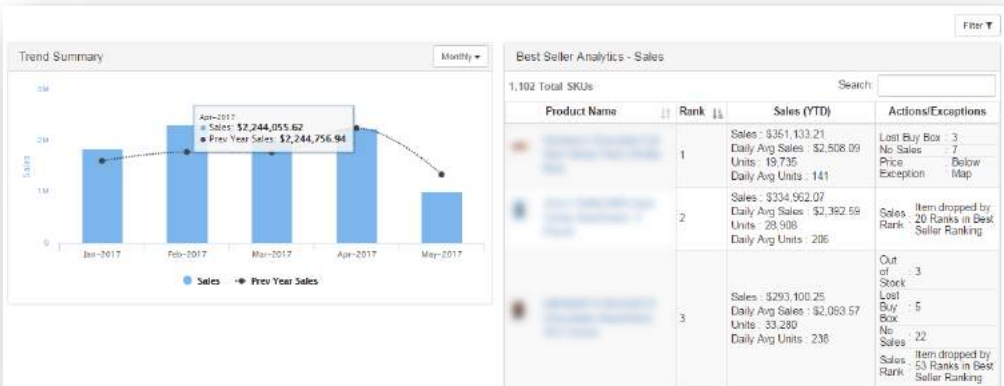 Filter
Trend Summary
Monthly
3M
2M
1M
0
Sales
Apr-2017
Sales: $2,244,055.62
Prev Year Sales: $2,244,756.94
Jan-2017 Feb-2017 Mar-2017 Apr-2017 May-2017
Sales Prev Year Sales
Best Seller Analytics - Sales
1,102 Total SKUs Search:
Product Name Rank Sales (YTD) Actions/Exceptions
1
Sales : $351,133.21
Daily Avg Sales : $2,508.09
Units : 19,735
Daily Avg Units : 141
Lost Buy Box : 3
No Sales : 7
Price Exception : Below Map
2
Sales : $334,962.07
Daily Avg Sales : $2,392.59
Units : 28,908
Daily Avg Units : 206
Sales Rank : Item dropped by 20 Ranks in Best Seller Ranking
3
Sales : $293,100.25
Daily Avg Sales : $2,093.57
Units : 33,280
Daily Avg Units : 238
Out of Stock : 3
Lost Buy Box : 5
No Sales : 22
Sales Rank : Item dropped by 53 Ranks in Best Seller Ranking